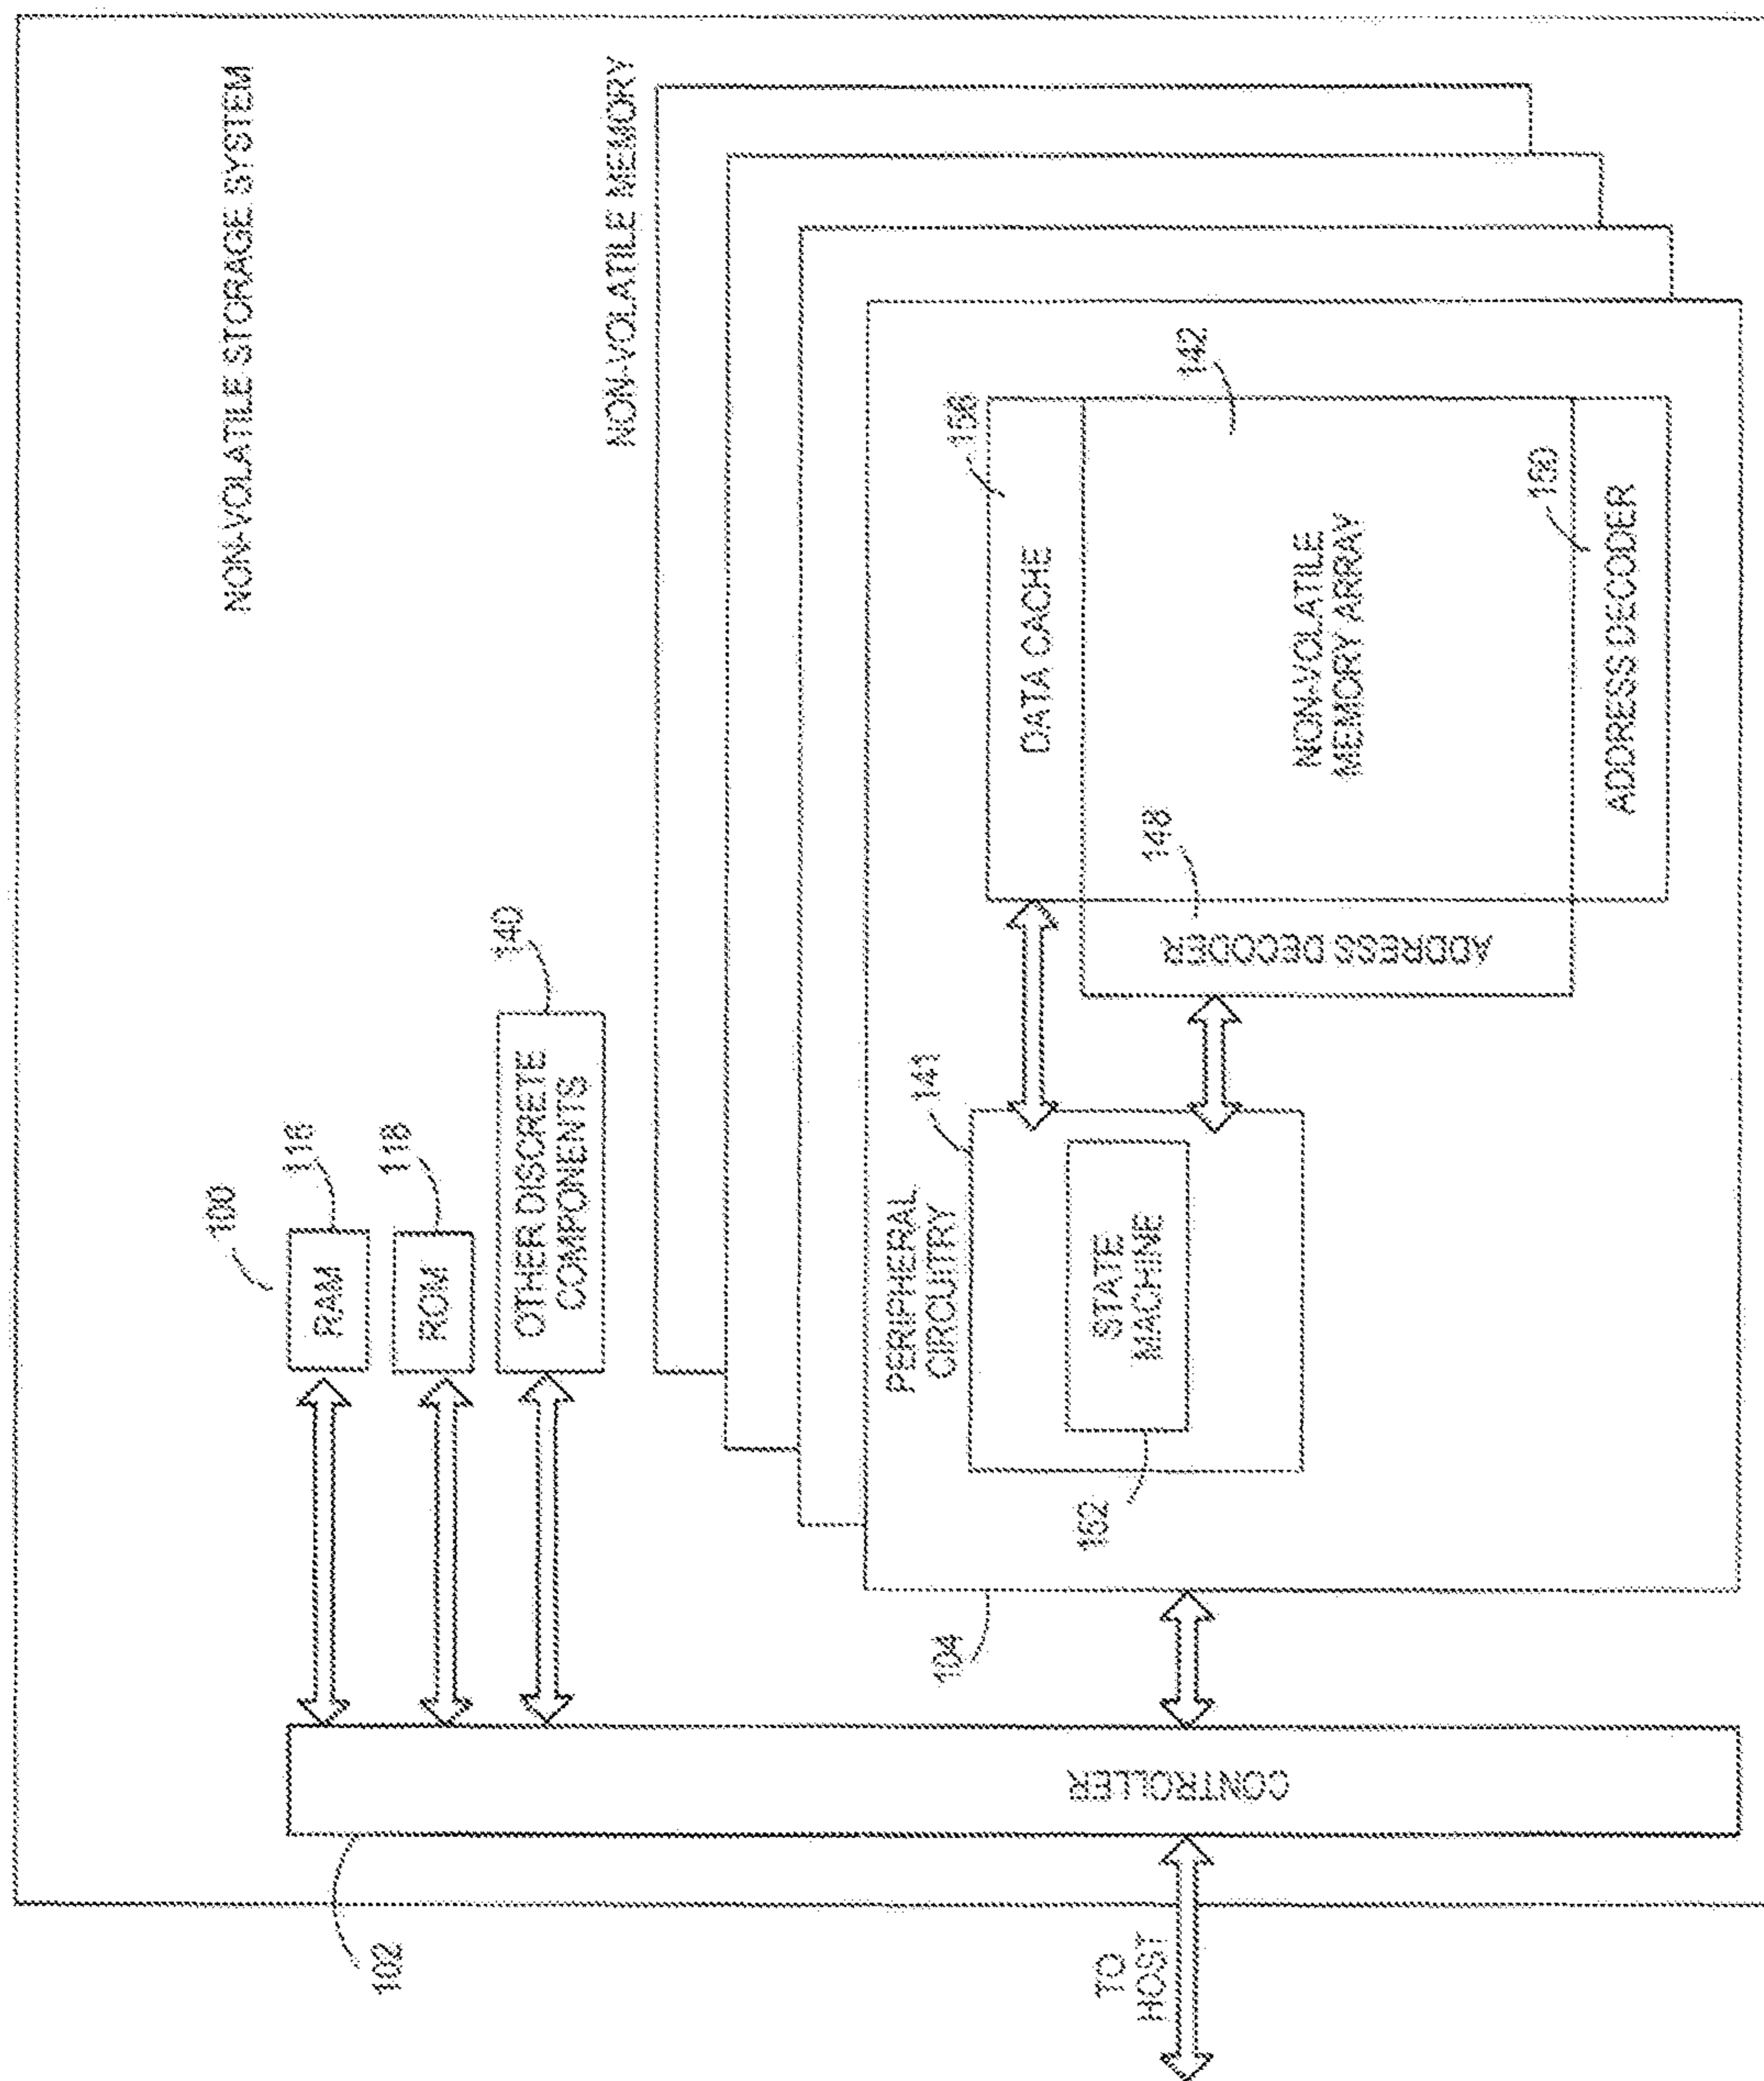 NON-VOLATILE STORAGE SYSTEM
100
RAM
116
ROM
118
OTHER DISCRETE
COMPONENTS
140
NON-VOLATILE MEMORY
102
CONTROLLER
TO
HOST
104
PERIPHERAL
CIRCUITRY
141
STATE
MACHINE
152
DATA CACHE
156
ADDRESS DECODER
148
NON-VOLATILE
MEMORY ARRAY
142
ADDRESS DECODER
150